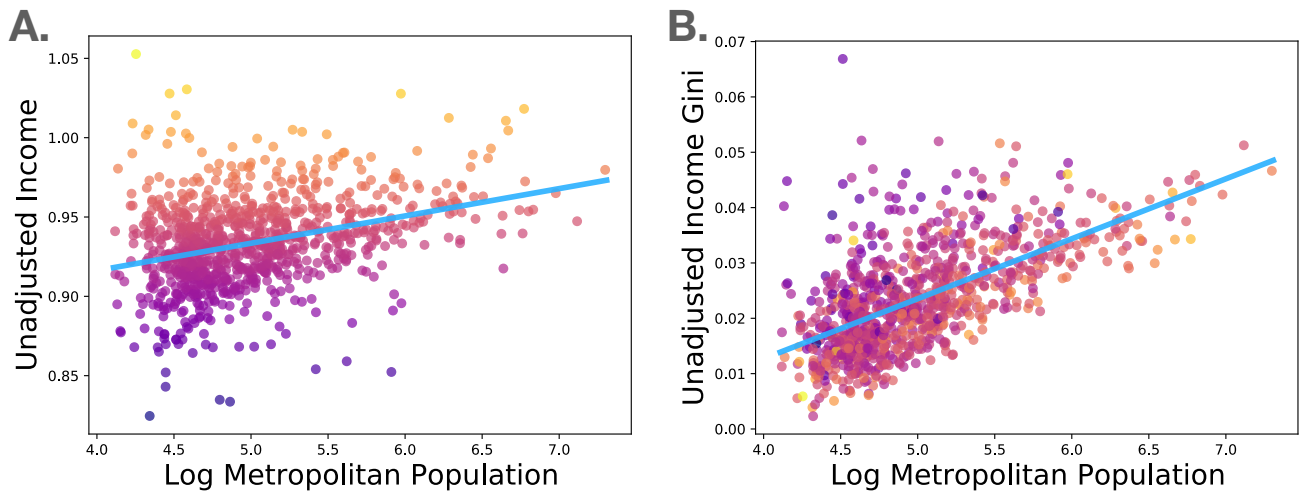 A.
Unadjusted Income
1.05
1.00
0.95
0.90
0.85
4.0 4.5 5.0 5.5 6.0 6.5 7.0
Log Metropolitan Population
B.
Unadjusted Income Gini
0.07
0.06
0.05
0.04
0.03
0.02
0.01
0.00
4.0 4.5 5.0 5.5 6.0 6.5 7.0
Log Metropolitan Population